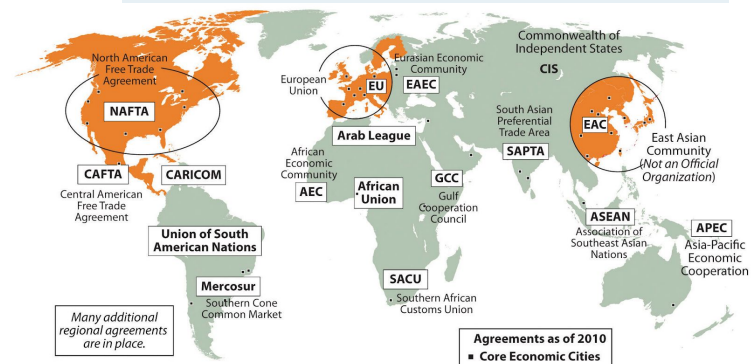 North American
Free Trade
Agreement
NAFTA
CAFTA
Central American
Free Trade
Agreement
CARICOM
Union of South
American Nations
Mercosur
Southern Cone
Common Market
Many additional
regional agreements
are in place.
European
Union
EU
Eurasian Economic
Community
EAEC
Arab League
African
Economic
Community
AEC
African
Union
GCC
Gulf
Cooperation
Council
SACU
Southern African
Customs Union
Commonwealth of
Independent States
CIS
South Asian
Preferential
Trade Area
SAPTA
EAC
East Asian
Community
(Not an Official
Organization)
ASEAN
Association of
Southeast Asian
Nations
APEC
Asia-Pacific
Economic
Cooperation
Agreements as of 2010
Core Economic Cities